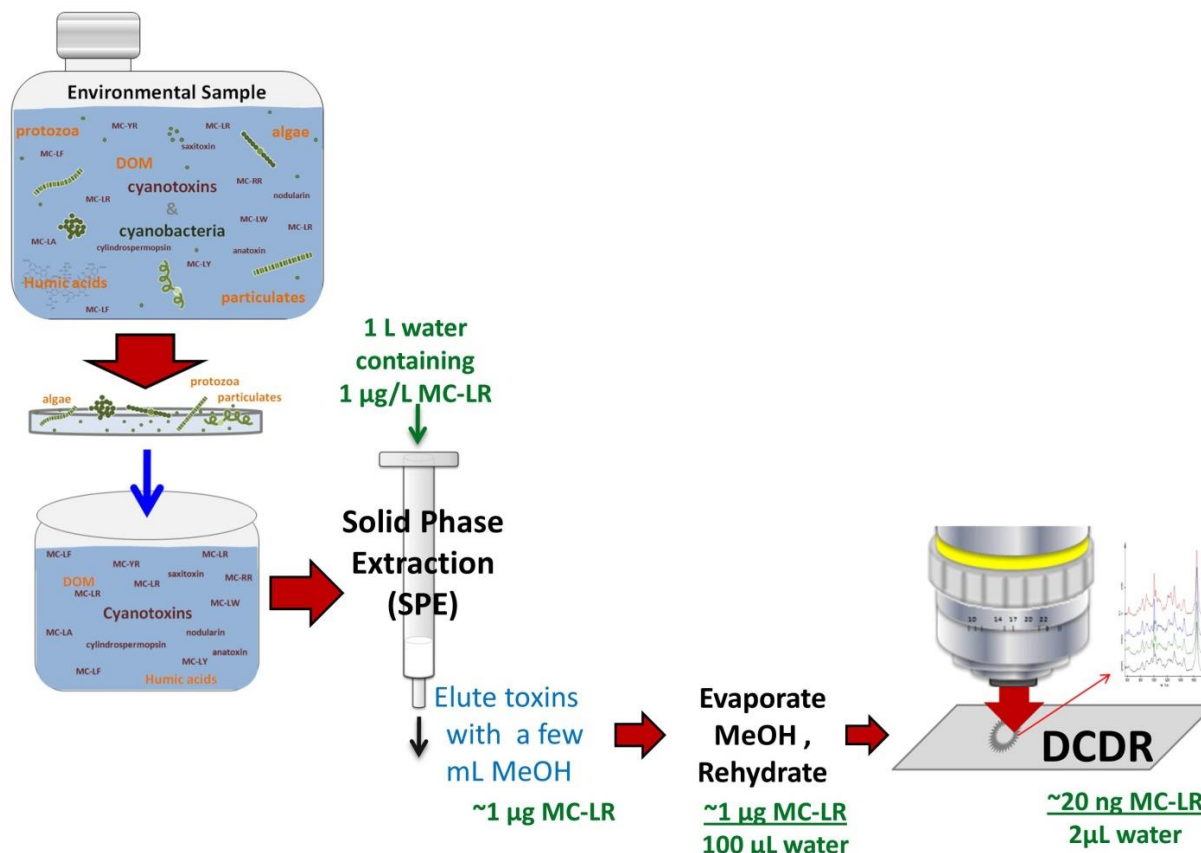 Environmental Sample
protozoa
MC-YR
MC-LR
algae
saxitoxin
MC-LF
DOM
MC-RR
cyanotoxins
nodularin
MC-LR
&
MC-LW
MC-LR
cyanobacteria
MC-LA
cylindrospermopsin
anatoxin
MC-LY
Humic acids
particulates
MC-LF
protozoa
algae
particulates
1 L water
containing
1 µg/L MC-LR
MC-LF
MC-LR
MC-YR
saxitoxin
DOM
MC-LR
MC-RR
MC-LR
Cyanotoxins
MC-LW
MC-LA
nodularin
cylindrospermopsin
anatoxin
MC-LY
MC-LF
Humic acids
Solid Phase
Extraction
(SPE)
Elute toxins
with a few
mL MeOH
~1 µg MC-LR
Evaporate
MeOH ,
Rehydrate
~1 µg MC-LR
100 µL water
10 14 17 20 22
DCDR
~20 ng MC-LR
2µL water